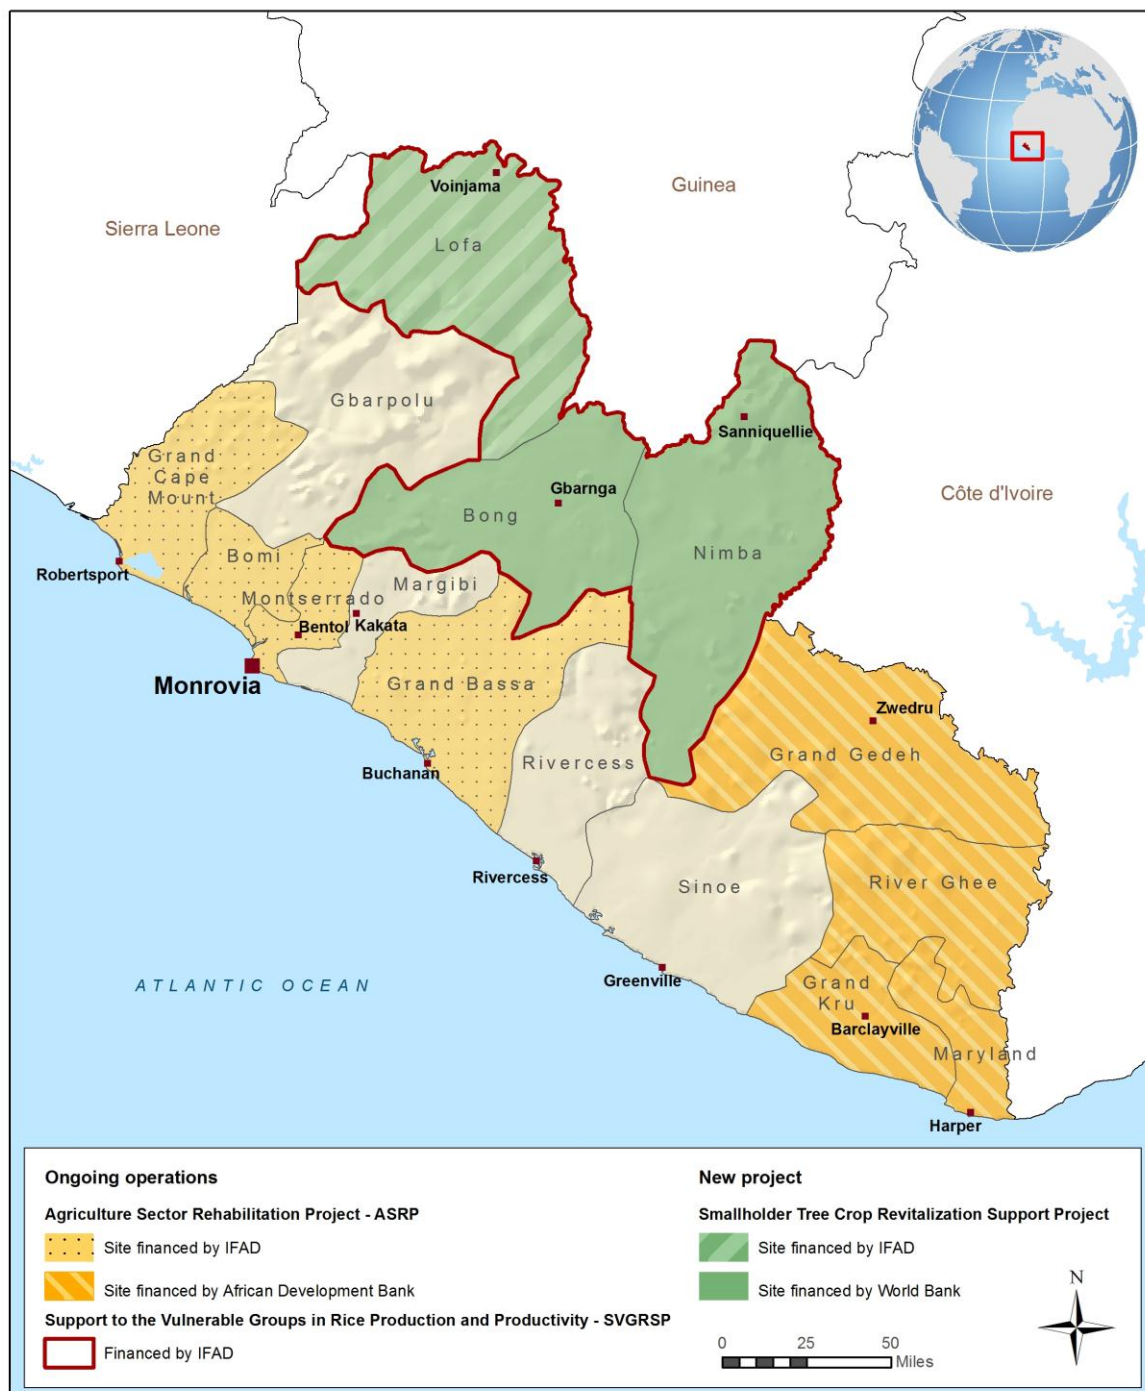 Guinea
Sierra Leone
Voinjama
Lofa
Gbarpolu
Sanniquellie
Grand
Cape
Mount
Gbarnga
Bong
Côte d'Ivoire
Nimba
Bomi
Robertsport
Margibi
Montserrado
Bentol
Kakata
Monrovia
Grand Bassa
Zwedru
Grand Gedeh
Rivercess
Buchanan
Rivercess
Sinoe
River Ghee
Greenville
ATLANTIC OCEAN
Grand
Kru
Barclayville
Maryland
Harper
Ongoing operations
Agriculture Sector Rehabilitation Project - ASRP
Site financed by IFAD
Site financed by African Development Bank
Support to the Vulnerable Groups in Rice Production and Productivity - SVGRSP
Financed by IFAD
New project
Smallholder Tree Crop Revitalization Support Project
Site financed by IFAD
Site financed by World Bank
N
0 25 50
Miles